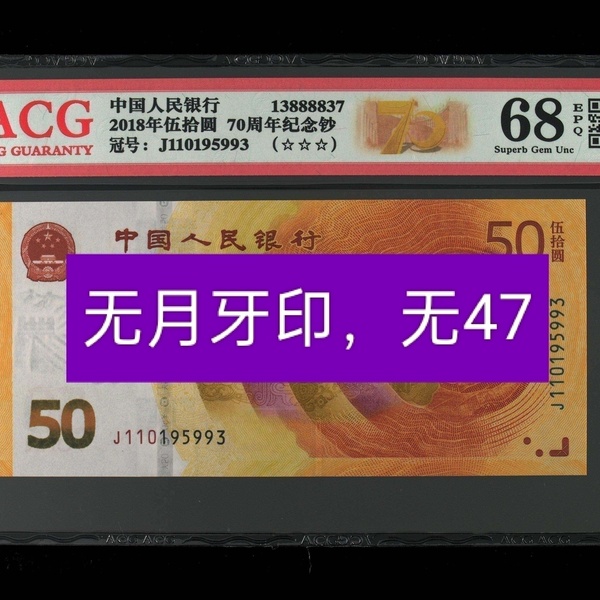 ACG
G GUARANTY
中国人民银行 13888837
2018年伍拾圆 70周年纪念钞
冠号：J110195993 （☆☆☆）
70
68
EPQ
Superb Gem Unc
中国人民银行
50
伍拾圆
无月牙印，无47
J110195993
50
J110195993